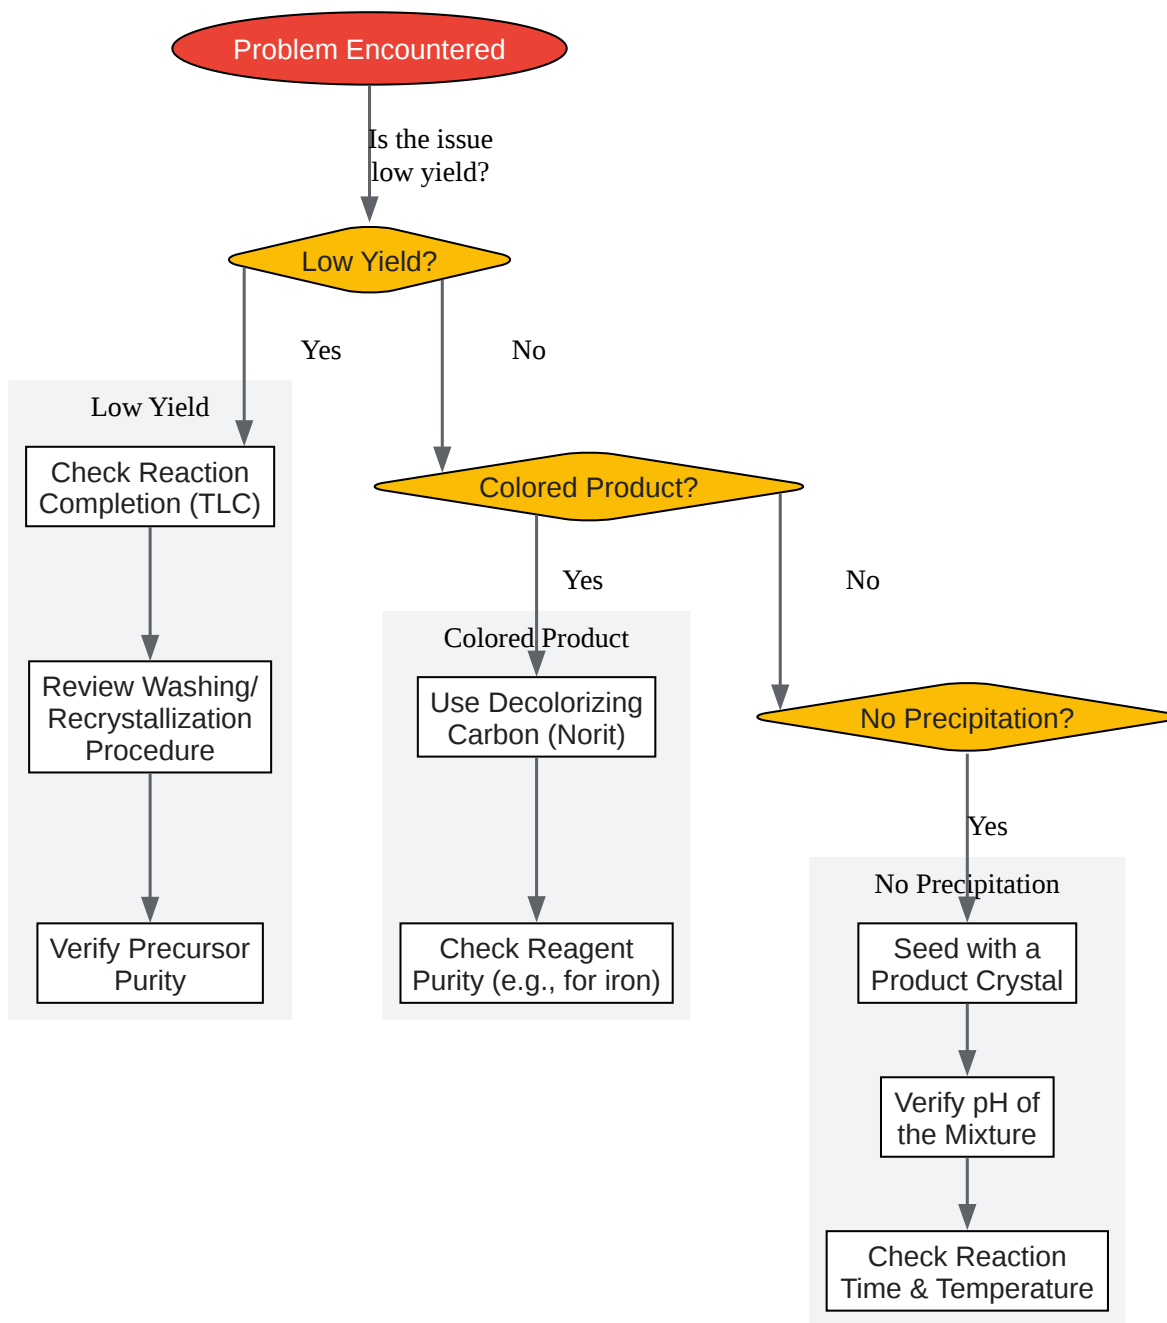 Problem Encountered
Is the issue
low yield?
Low Yield?
Yes
No
Low Yield
Check Reaction
Completion (TLC)
Review Washing/
Recrystallization
Procedure
Verify Precursor
Purity
Colored Product?
Yes
No
Colored Product
Use Decolorizing
Carbon (Norit)
Check Reagent
Purity (e.g., for iron)
No Precipitation?
Yes
No Precipitation
Seed with a
Product Crystal
Verify pH of
the Mixture
Check Reaction
Time & Temperature